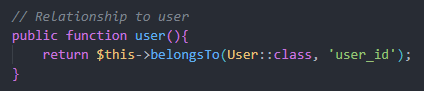 // Relationship to user
public function user(){
    return $this->belongsTo(User::class, 'user_id');
}